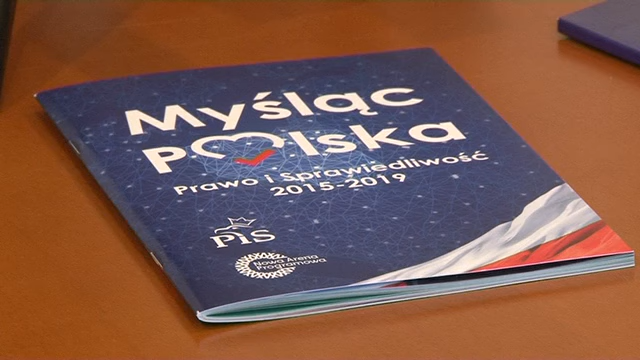 Myśląc
Polska
Prawo i Sprawiedliwość
2015-2019
PiS
Nowa Arena
Programowa